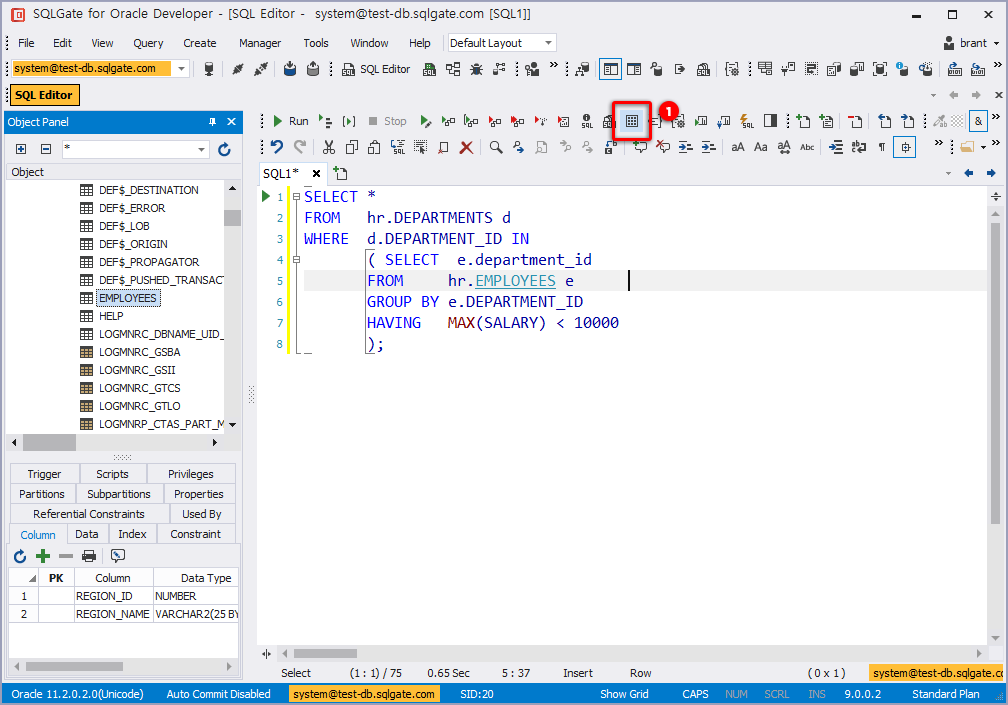 SQLGate for Oracle Developer - [SQL Editor - system@test-db.sqlgate.com [SQL1]]
File Edit View Query Create Manager Tools Window Help Default Layout brant
system@test-db.sqlgate.com SQL Editor
SQL Editor
Object Panel
Run Stop
1
*
aA Aa aA Abc
Object
SQL1*
DEF$_DESTINATION
DEF$_ERROR
DEF$_LOB
DEF$_ORIGIN
DEF$_PROPAGATOR
DEF$_PUSHED_TRANSACT
EMPLOYEES
HELP
LOGMNRC_DBNAME_UID_
LOGMNRC_GSBA
LOGMNRC_GSII
LOGMNRC_GTCS
LOGMNRC_GTLO
LOGMNRP_CTAS_PART_M
1 SELECT *
2 FROM hr.DEPARTMENTS d
3 WHERE d.DEPARTMENT_ID IN
4 ( SELECT e.department_id
5 FROM hr.EMPLOYEES e
6 GROUP BY e.DEPARTMENT_ID
7 HAVING MAX(SALARY) < 10000
8 );
Trigger Scripts Privileges
Partitions Subpartitions Properties
Referential Constraints Used By
Column Data Index Constraint
PK Column Data Type
1 REGION_ID NUMBER
2 REGION_NAME VARCHAR2(25 BY
Select (1 : 1) / 75 0.65 Sec 5 : 37 Insert Row ( 0 x 1 ) system@test-db.sqlgate.cc
Oracle 11.2.0.2.0(Unicode) Auto Commit Disabled system@test-db.sqlgate.com SID:20 Show Grid CAPS NUM SCRL INS 9.0.0.2 Standard Plan